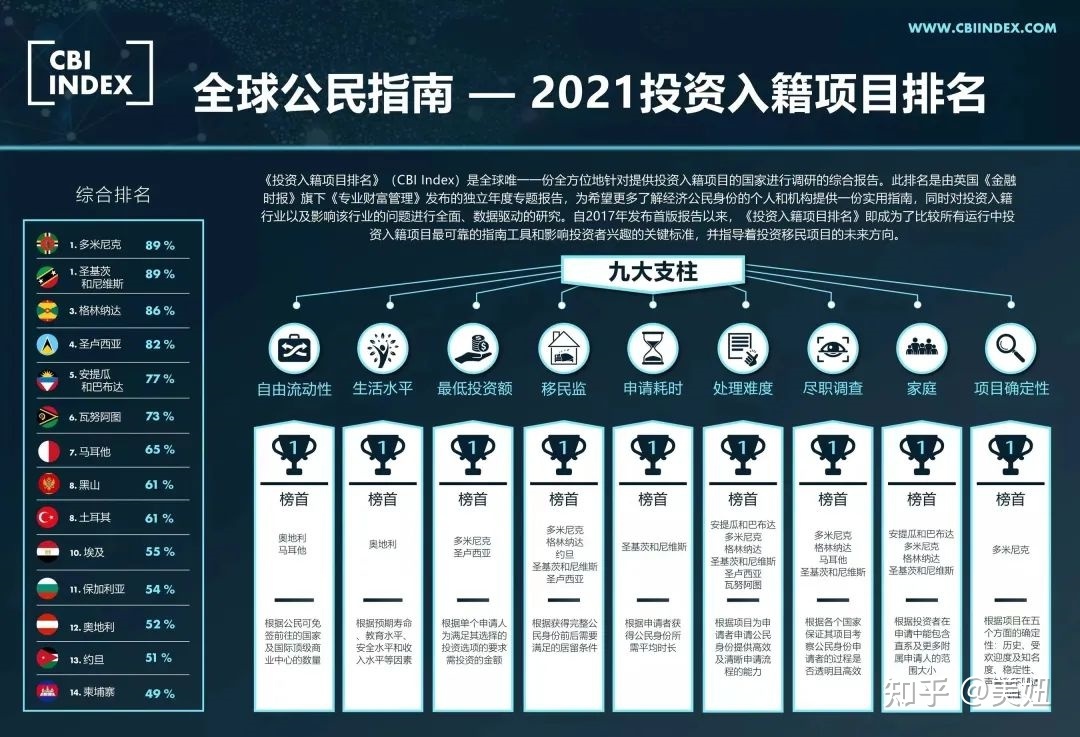 WWW.CBIINDEX.COM
CBI
INDEX
全球公民指南 — 2021投资入籍项目排名
综合排名
1. 多米尼克 89 %
1. 圣基茨
和尼维斯 89 %
3. 格林纳达 86 %
4. 圣卢西亚 82 %
5. 安提瓜
和巴布达 77 %
6. 瓦努阿图 73 %
7. 马耳他 65 %
8. 黑山 61 %
8. 土耳其 61 %
10. 埃及 55 %
11. 保加利亚 54 %
12. 奥地利 52 %
13. 约旦 51 %
14. 柬埔寨 49 %
《投资入籍项目排名》（CBI Index）是全球唯一一份全方位地针对提供投资入籍项目的国家进行调研的综合报告。此排名是由英国《金融
时报》旗下《专业财富管理》发布的独立年度专题报告，为希望更多了解经济公民身份的个人和机构提供一份实用指南，同时对投资入籍
行业以及影响该行业的问题进行全面、数据驱动的研究。自2017年发布首版报告以来，《投资入籍项目排名》即成为了比较所有运行中投
资入籍项目最可靠的指南工具和影响投资者兴趣的关键标准，并指导着投资移民项目的未来方向。
九大支柱
自由流动性
生活水平
最低投资额
移民监
申请耗时
处理难度
尽职调查
家庭
项目确定性
1
榜首
奥地利
马耳他
根据公民可免
签前往的国家
及国际顶级商
业中心的数量
1
榜首
奥地利
根据预期寿命
、教育水平、
安全水平和收
入水平等因素
1
榜首
多米尼克
圣卢西亚
根据单个申请人
为满足其选择的
投资选项的要求
需投资的金额
1
榜首
多米尼克
格林纳达
约旦
圣基茨和尼维斯
圣卢西亚
根据获得完整公
民身份前后需要
满足的居留条件
1
榜首
圣基茨和尼维斯
根据申请者获
得公民身份所
需平均时长
1
榜首
安提瓜和巴布达
多米尼克
格林纳达
圣基茨和尼维斯
圣卢西亚
瓦努阿图
根据项目为申
请者申请公民
身份提供高效
及清晰申请流
程的能力
1
榜首
多米尼克
格林纳达
马耳他
圣基茨和尼维斯
根据各个国家
保证其项目考
察公民身份申
请者的过程是
否透明且高效
1
榜首
安提瓜和巴布达
多米尼克
格林纳达
圣基茨和尼维斯
根据投资者在
申请中能包含
直系及更多附
属申请人的范
围大小
1
榜首
多米尼克
根据项目在五
个方面的确定
性：历史、受
欢迎度及知名
度、稳定性、
知乎 @美妞